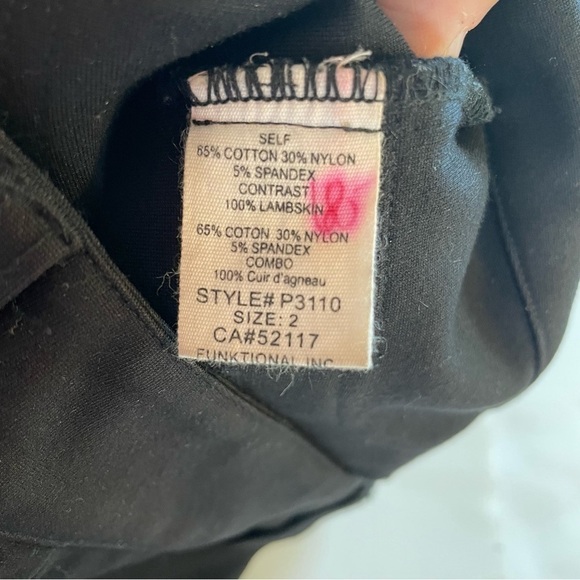 SELF
65% COTTON 30% NYLON
5% SPANDEX
CONTRAST
100% LAMBSKIN
65% COTON 30% NYLON
5% SPANDEX
COMBO
100% Cuir d'agneau
STYLE# P3110
SIZE: 2
CA#52117
FUNKTIONAL INC